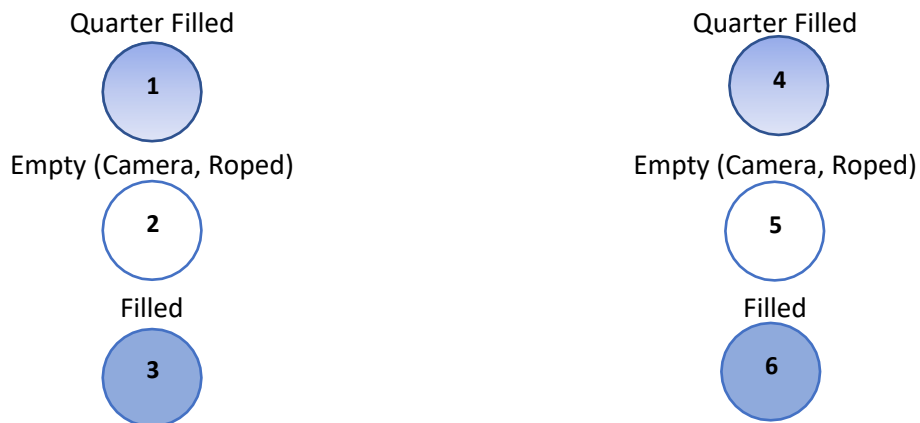 Quarter Filled
1
Empty (Camera, Roped)
2
Filled
3
Quarter Filled
4
Empty (Camera, Roped)
5
Filled
6